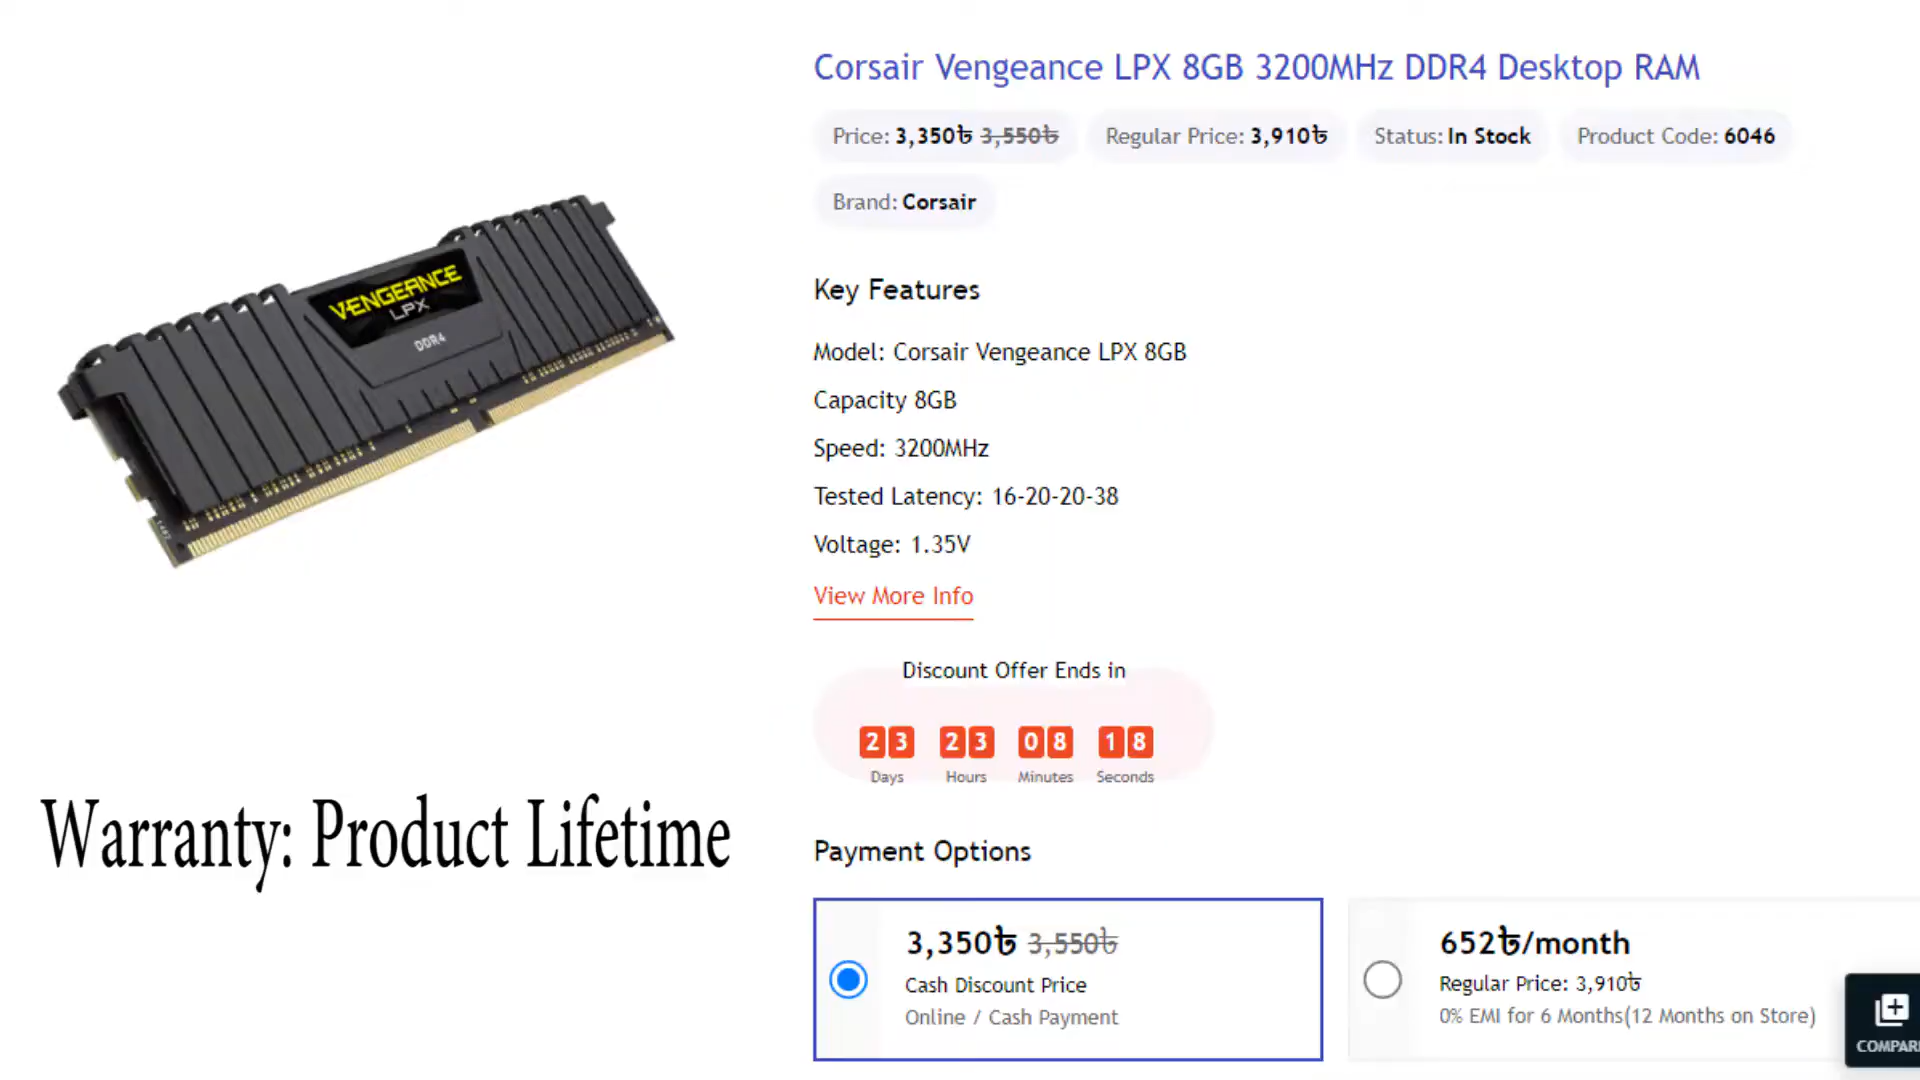 Corsair Vengeance LPX 8GB 3200MHz DDR4 Desktop RAM
Price: 3,350৳ 3,550৳ Regular Price: 3,910৳ Status: In Stock Product Code: 6046
Brand: Corsair
VENGEANCE
LPX
DDR4
Key Features
Model: Corsair Vengeance LPX 8GB
Capacity 8GB
Speed: 3200MHz
Tested Latency: 16-20-20-38
Voltage: 1.35V
View More Info
Discount Offer Ends in
23 23 08 18
Days Hours Minutes Seconds
Warranty: Product Lifetime
Payment Options
3,350৳ 3,550৳
Cash Discount Price
Online / Cash Payment
652৳/month
Regular Price: 3,910৳
0% EMI for 6 Months(12 Months on Store)
COMPAR